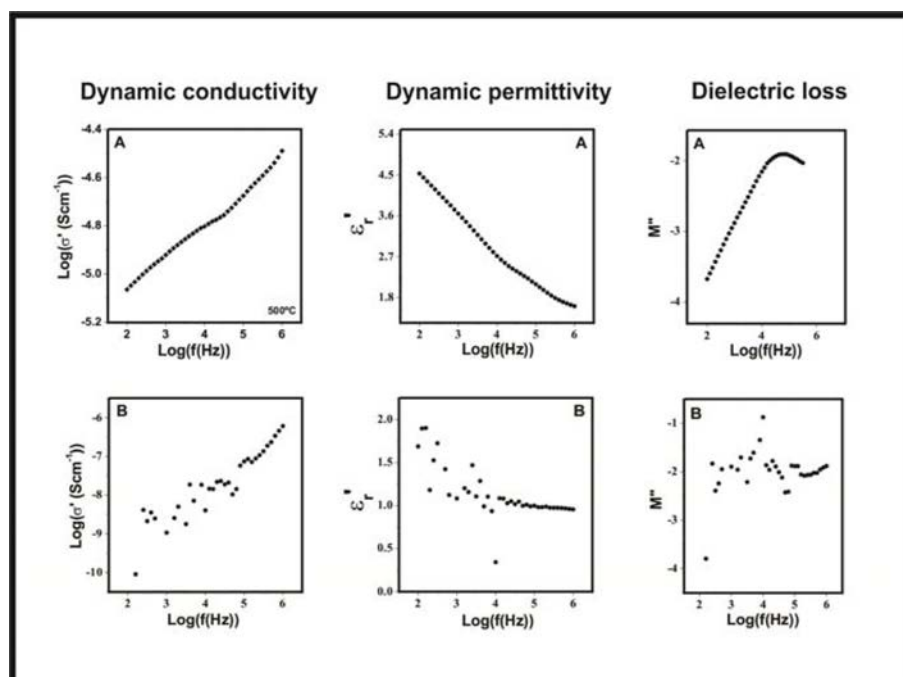 Dynamic conductivity
Dynamic permittivity
Dielectric loss
A
-4.4
-4.6
-4.8
-5.0
-5.2
Log(σ' (Scm⁻¹))
500ºC
2 3 4 5 6
Log(f(Hz))
A
5.4
4.5
3.6
2.7
1.8
εr'
2 3 4 5 6
Log(f(Hz))
A
-2
-3
-4
M"
2 4 6
Log(f(Hz))
B
-6
-7
-8
-9
-10
Log(σ' (Scm⁻¹))
2 3 4 5 6
Log(f(Hz))
B
2.0
1.5
1.0
0.5
0.0
εr'
2 3 4 5 6
Log(f(Hz))
B
-1
-2
-3
-4
M"
2 3 4 5 6
Log(f(Hz))